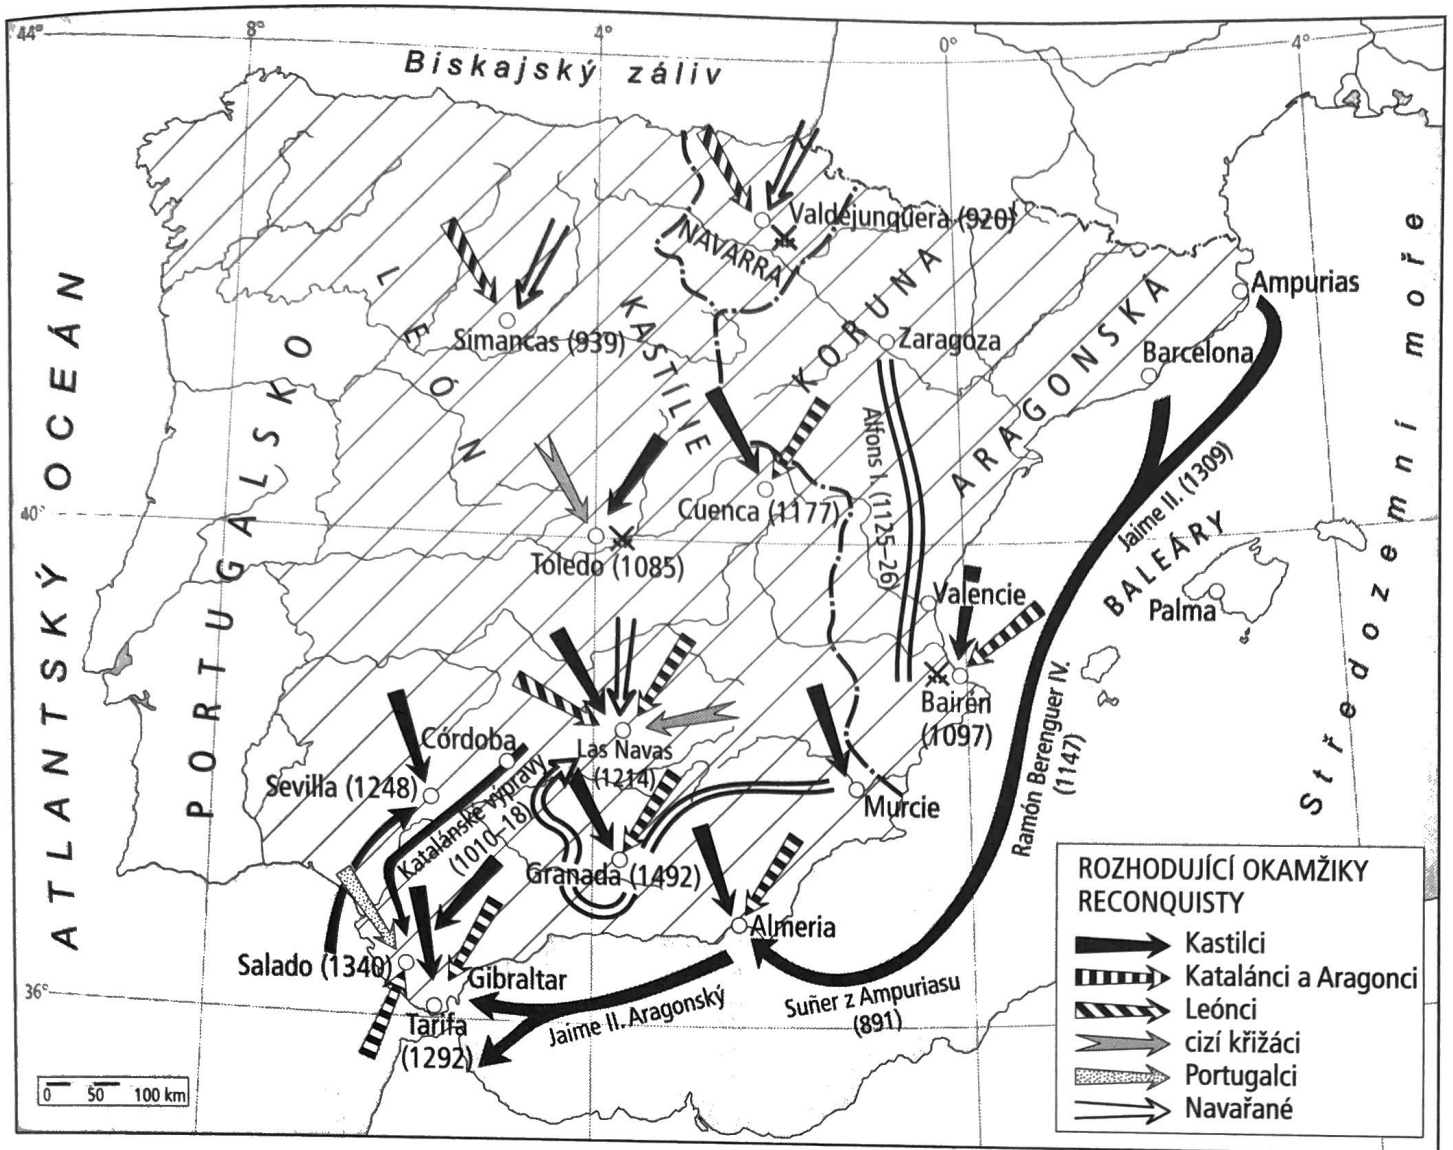 44°
8°
4°
0°
4°
Biskajský záliv
Valdejunquera (920)
NAVARRA
LEÓN
KASTÍLIE
KORUNA
ARAGONSKÁ
Ampurias
Simancas (939)
Zaragoza
Barcelona
ATLANTSKÝ OCEÁN
PORTUGALSKO
Alfons I. (1125–26)
Jaime II. (1309)
Středozemní moře
40°
Cuenca (1177)
Toledo (1085)
BALEÁRY
Palma
Valencie
Bairén
(1097)
Ramón Berenguer IV.
(1147)
Córdoba
Las Navas
(1214)
Sevilla (1248)
Katalánské výpravy
(1010–18)
Murcie
Granada (1492)
Almeria
Salado (1340)
Gibraltar
36°
Tarifa
(1292)
Jaime II. Aragonský
Suñer z Ampuriasu
(891)
0 50 100 km
ROZHODUJÍCÍ OKAMŽIKY
RECONQUISTY
Kastilci
Katalánci a Aragonci
Leónci
cizí křižáci
Portugalci
Navařané